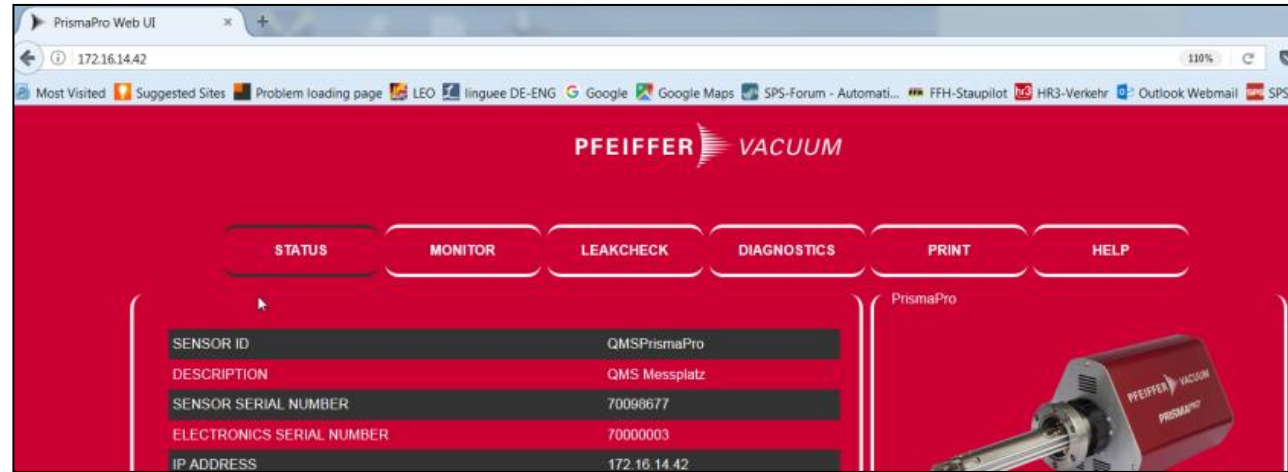 PrismaPro Web UI × +
172.16.14.42 110%
Most Visited Suggested Sites Problem loading page LEO linguee DE-ENG Google Google Maps SPS-Forum - Automati... FFH-Staupilot HR3-Verkehr Outlook Webmail SPS
PFEIFFER VACUUM
STATUS MONITOR LEAKCHECK DIAGNOSTICS PRINT HELP
PrismaPro
SENSOR ID QMSPrismaPro
DESCRIPTION QMS Messplatz
SENSOR SERIAL NUMBER 70098677
ELECTRONICS SERIAL NUMBER 70000003
IP ADDRESS 172.16.14.42
PFEIFFER VACUUM
PRISMAPRO